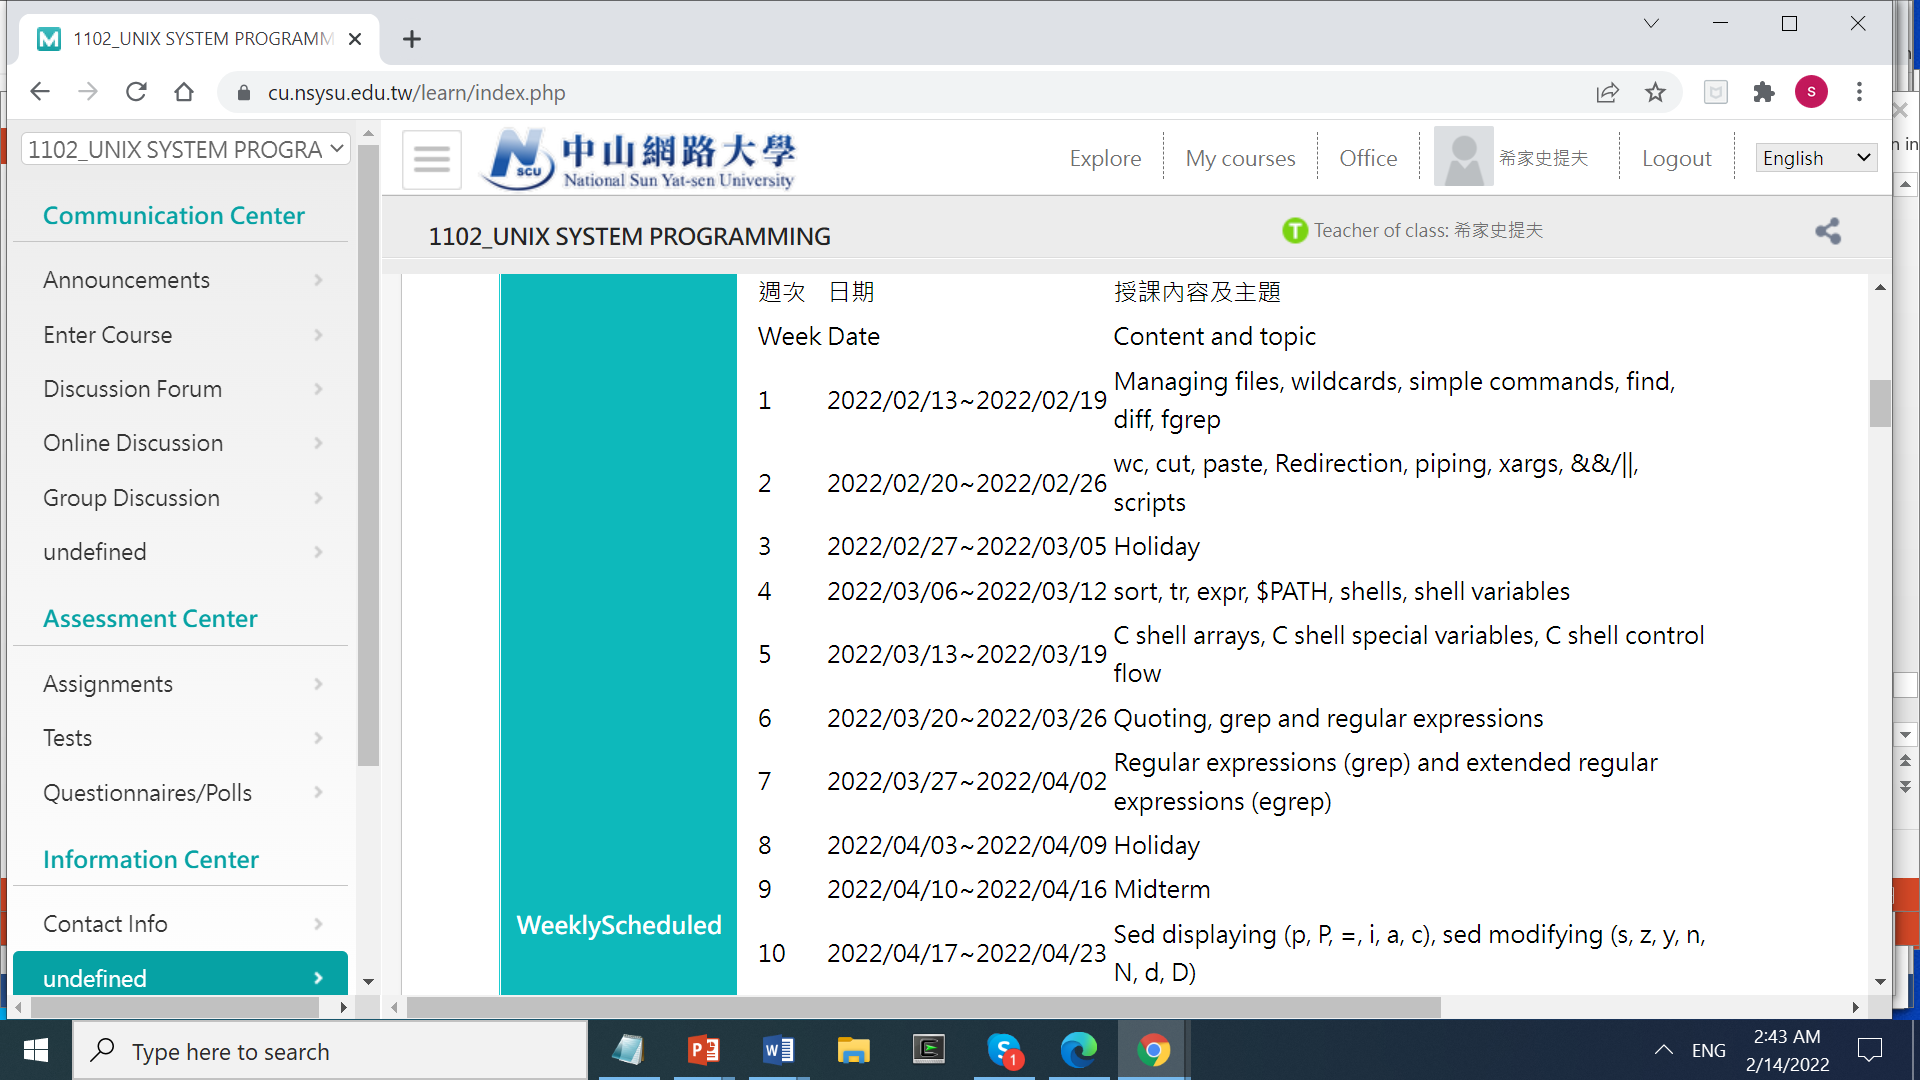 1102_UNIX SYSTEM PROGRAMM
cu.nsysu.edu.tw/learn/index.php
S
1102_UNIX SYSTEM PROGRA
Communication Center
Announcements
Enter Course
Discussion Forum
Online Discussion
Group Discussion
undefined
Assessment Center
Assignments
Tests
Questionnaires/Polls
Information Center
Contact Info
undefined
SCU
中山網路大學
National Sun Yat-sen University
Explore
My courses
Office
希家史提夫
Logout
English
1102_UNIX SYSTEM PROGRAMMING
T Teacher of class: 希家史提夫
WeeklyScheduled
週次 日期 授課內容及主題
Week Date Content and topic
1 2022/02/13~2022/02/19 Managing files, wildcards, simple commands, find,
diff, fgrep
2 2022/02/20~2022/02/26 wc, cut, paste, Redirection, piping, xargs, &&/||,
scripts
3 2022/02/27~2022/03/05 Holiday
4 2022/03/06~2022/03/12 sort, tr, expr, $PATH, shells, shell variables
5 2022/03/13~2022/03/19 C shell arrays, C shell special variables, C shell control
flow
6 2022/03/20~2022/03/26 Quoting, grep and regular expressions
7 2022/03/27~2022/04/02 Regular expressions (grep) and extended regular
expressions (egrep)
8 2022/04/03~2022/04/09 Holiday
9 2022/04/10~2022/04/16 Midterm
10 2022/04/17~2022/04/23 Sed displaying (p, P, =, i, a, c), sed modifying (s, z, y, n,
N, d, D)
n in
Type here to search
1
ENG
2:43 AM
2/14/2022